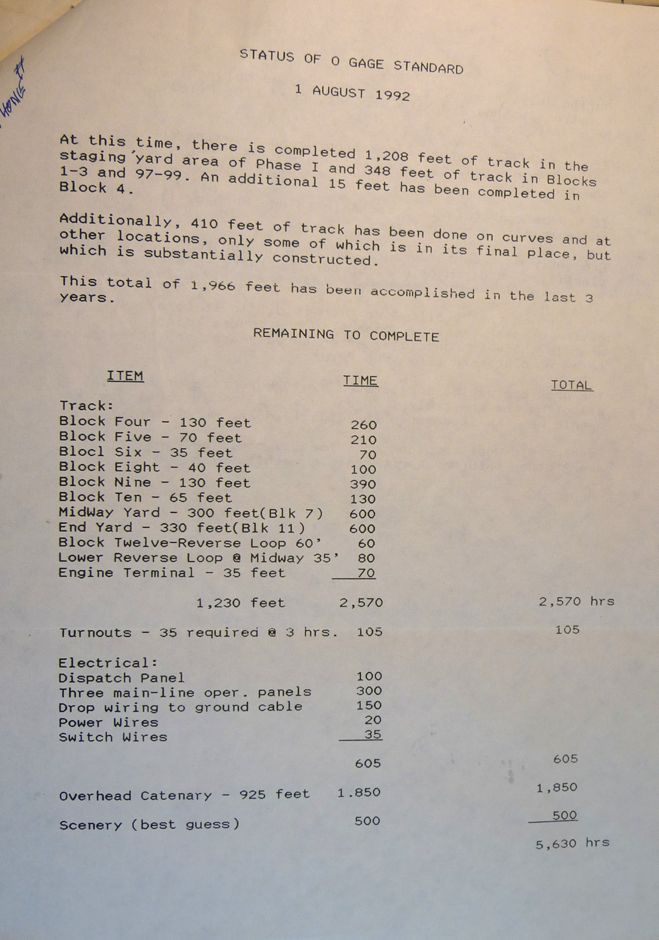 HONE IT
STATUS OF O GAGE STANDARD
1 AUGUST 1992
At this time, there is completed 1,208 feet of track in the
staging yard area of Phase I and 348 feet of track in Blocks
1-3 and 97-99. An additional 15 feet has been completed in
Block 4.
Additionally, 410 feet of track has been done on curves and at
other locations, only some of which is in its final place, but
which is substantially constructed.
This total of 1,966 feet has been accomplished in the last 3
years.
REMAINING TO COMPLETE
ITEM TIME TOTAL
Track:
Block Four - 130 feet 260
Block Five - 70 feet 210
Blocl Six - 35 feet 70
Block Eight - 40 feet 100
Block Nine - 130 feet 390
Block Ten - 65 feet 130
MidWay Yard - 300 feet(Blk 7) 600
End Yard - 330 feet(Blk 11) 600
Block Twelve-Reverse Loop 60' 60
Lower Reverse Loop @ Midway 35' 80
Engine Terminal - 35 feet 70
1,230 feet 2,570 2,570 hrs
Turnouts - 35 required @ 3 hrs. 105 105
Electrical:
Dispatch Panel 100
Three main-line oper. panels 300
Drop wiring to ground cable 150
Power Wires 20
Switch Wires 35
605 605
Overhead Catenary - 925 feet 1.850 1,850
Scenery (best guess) 500 500
5,630 hrs